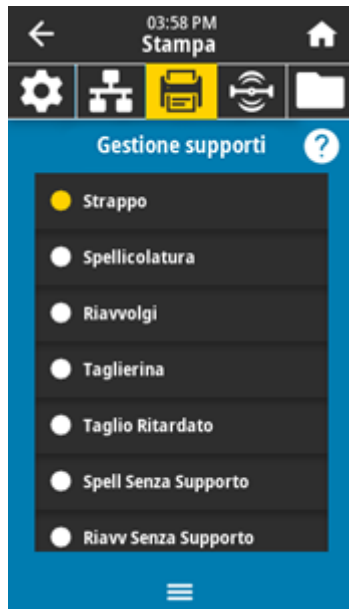 03:58 PM
Stampa
Gestione supporti ?
Strappo
Spellicolatura
Riavvolgi
Taglierina
Taglio Ritardato
Spell Senza Supporto
Riavv Senza Supporto